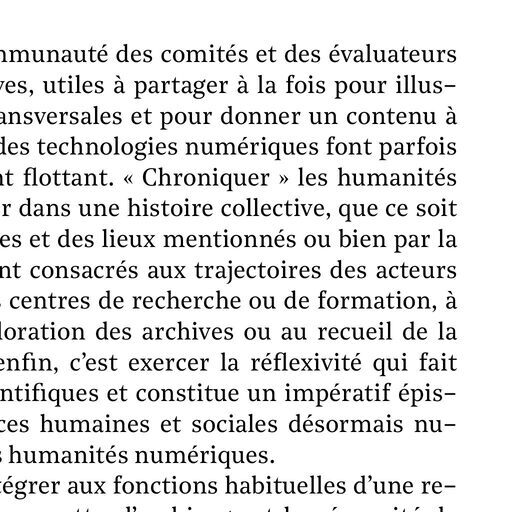 mmunauté des comités et des évaluateurs
ves, utiles à partager à la fois pour illus–
ansversales et pour donner un contenu à
des technologies numériques font parfois
nt flottant. « Chroniquer » les humanités
r dans une histoire collective, que ce soit
es et des lieux mentionnés ou bien par la
nt consacrés aux trajectoires des acteurs
s centres de recherche ou de formation, à
loration des archives ou au recueil de la
enfin, c’est exercer la réflexivité qui fait
ntifiques et constitue un impératif épis–
ces humaines et sociales désormais nu–
s humanités numériques.
tégrer aux fonctions habituelles d’une re–